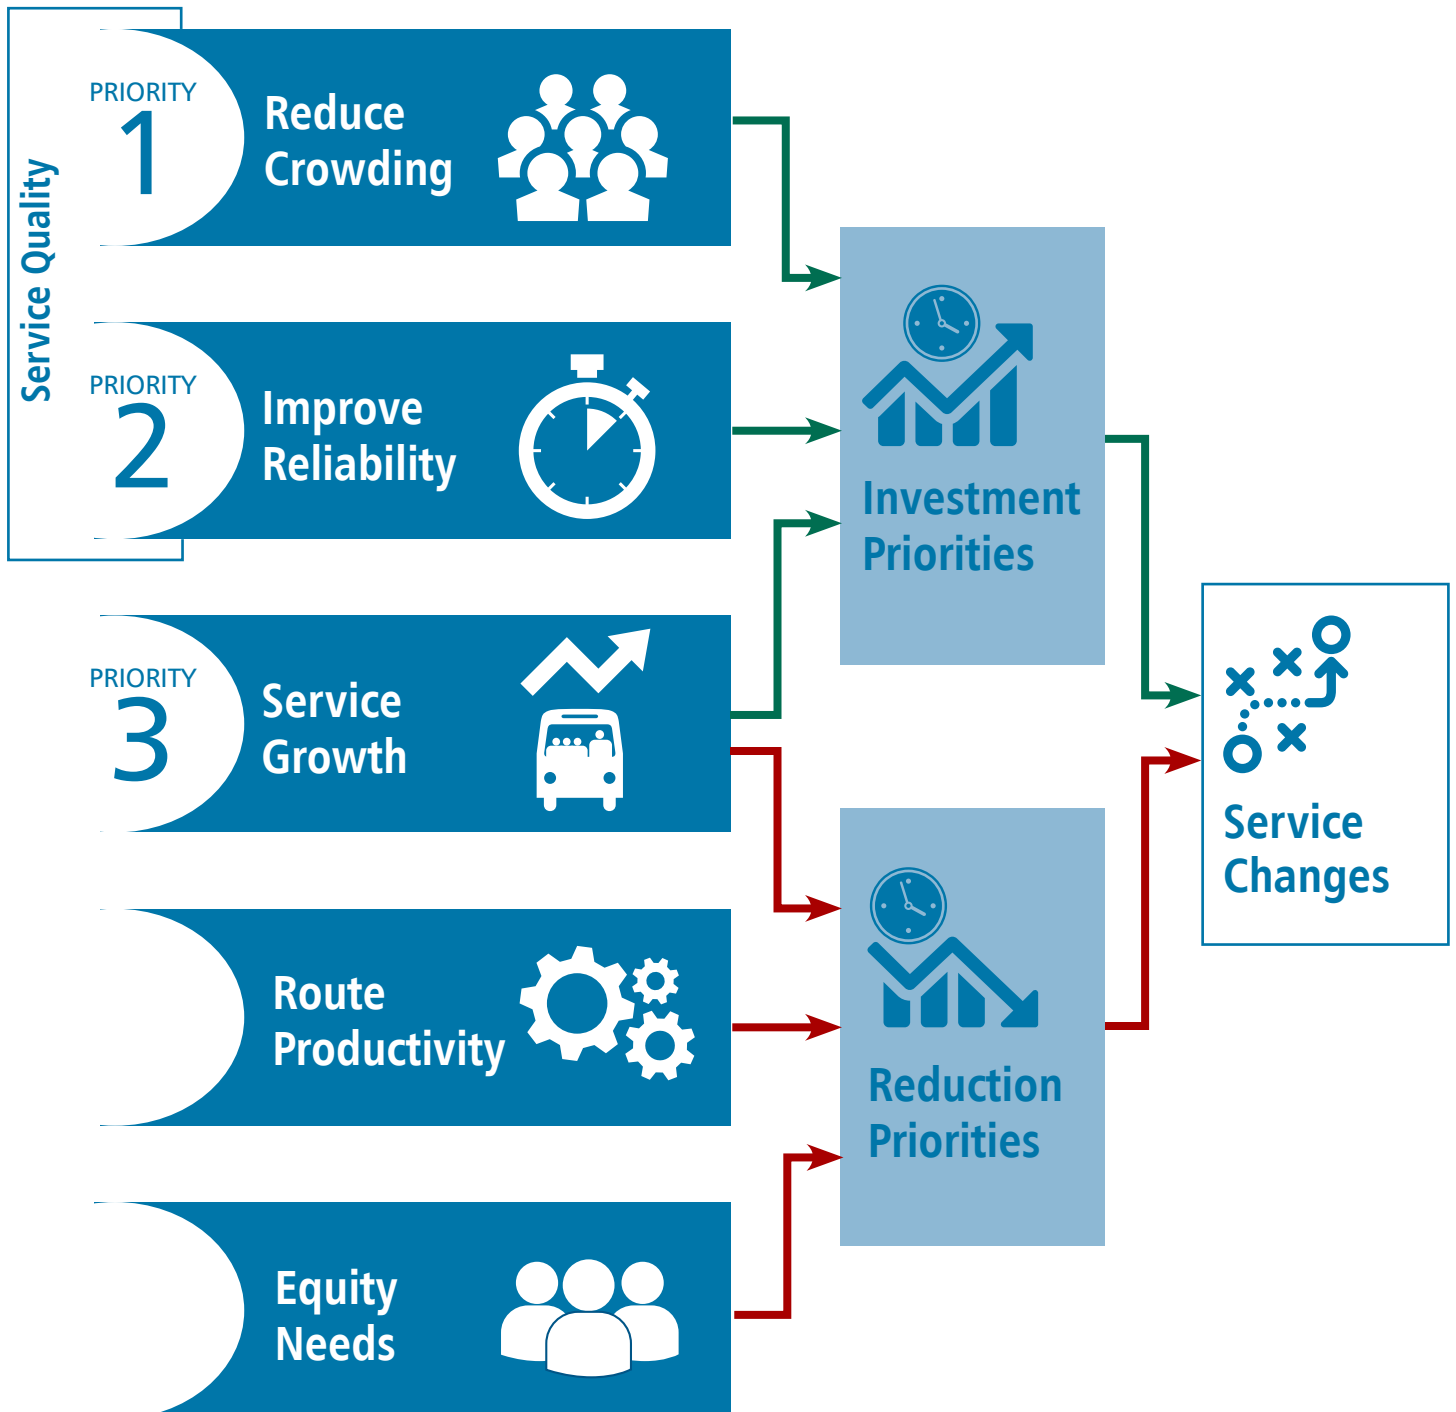 Service Quality
PRIORITY
1
Reduce
Crowding
PRIORITY
2
Improve
Reliability
PRIORITY
3
Service
Growth
Route
Productivity
Equity
Needs
Investment
Priorities
Reduction
Priorities
Service
Changes